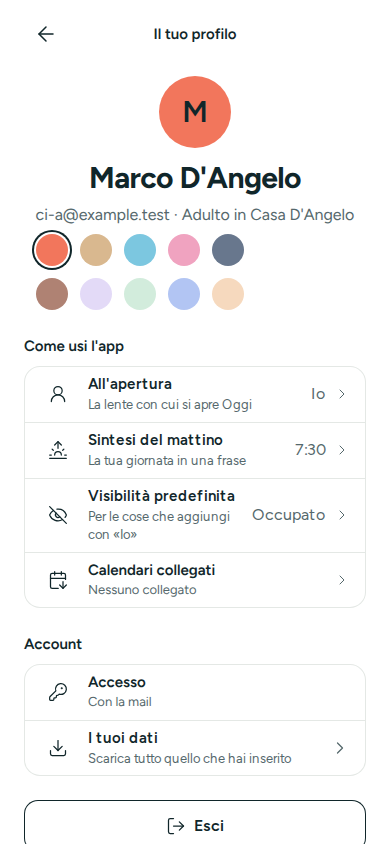 Il tuo profilo
M
Marco D'Angelo
ci-a@example.test · Adulto in Casa D'Angelo
Come usi l'app
All'apertura
La lente con cui si apre Oggi
Io
Sintesi del mattino
La tua giornata in una frase
7:30
Visibilità predefinita
Per le cose che aggiungi
con «Io»
Occupato
Calendari collegati
Nessuno collegato
Account
Accesso
Con la mail
I tuoi dati
Scarica tutto quello che hai inserito
Esci